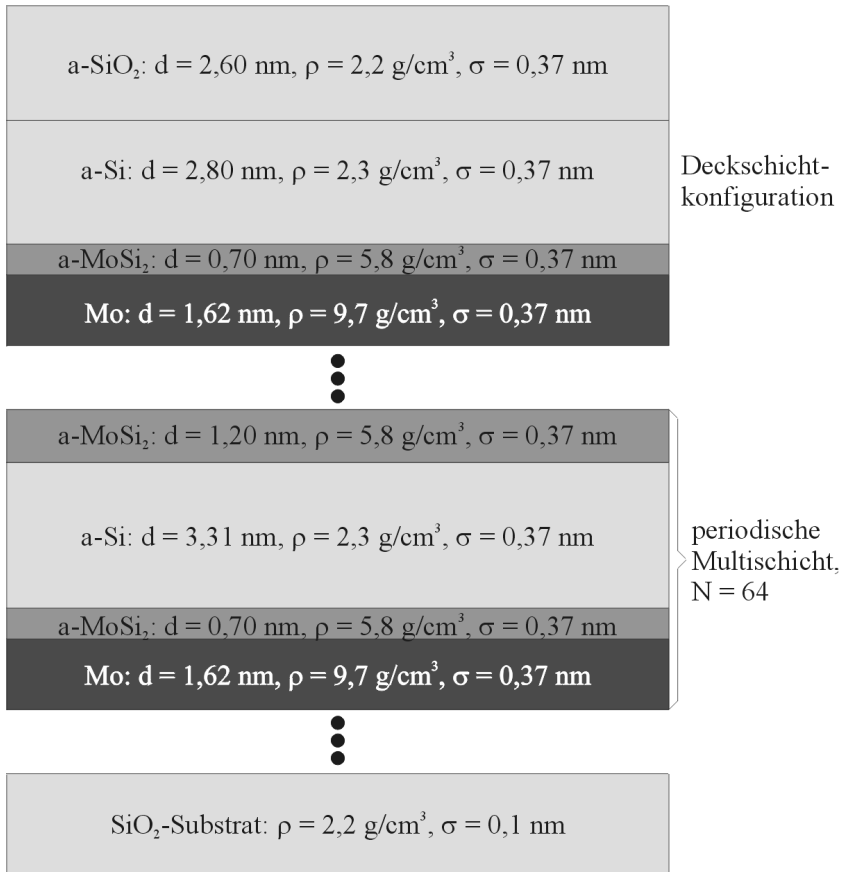 a-SiO₂: d = 2,60 nm, ρ = 2,2 g/cm³, σ = 0,37 nm
a-Si: d = 2,80 nm, ρ = 2,3 g/cm³, σ = 0,37 nm
Deckschicht-
konfiguration
a-MoSi₂: d = 0,70 nm, ρ = 5,8 g/cm³, σ = 0,37 nm
Mo: d = 1,62 nm, ρ = 9,7 g/cm³, σ = 0,37 nm
a-MoSi₂: d = 1,20 nm, ρ = 5,8 g/cm³, σ = 0,37 nm
a-Si: d = 3,31 nm, ρ = 2,3 g/cm³, σ = 0,37 nm
periodische
Multischicht,
N = 64
a-MoSi₂: d = 0,70 nm, ρ = 5,8 g/cm³, σ = 0,37 nm
Mo: d = 1,62 nm, ρ = 9,7 g/cm³, σ = 0,37 nm
SiO₂-Substrat: ρ = 2,2 g/cm³, σ = 0,1 nm